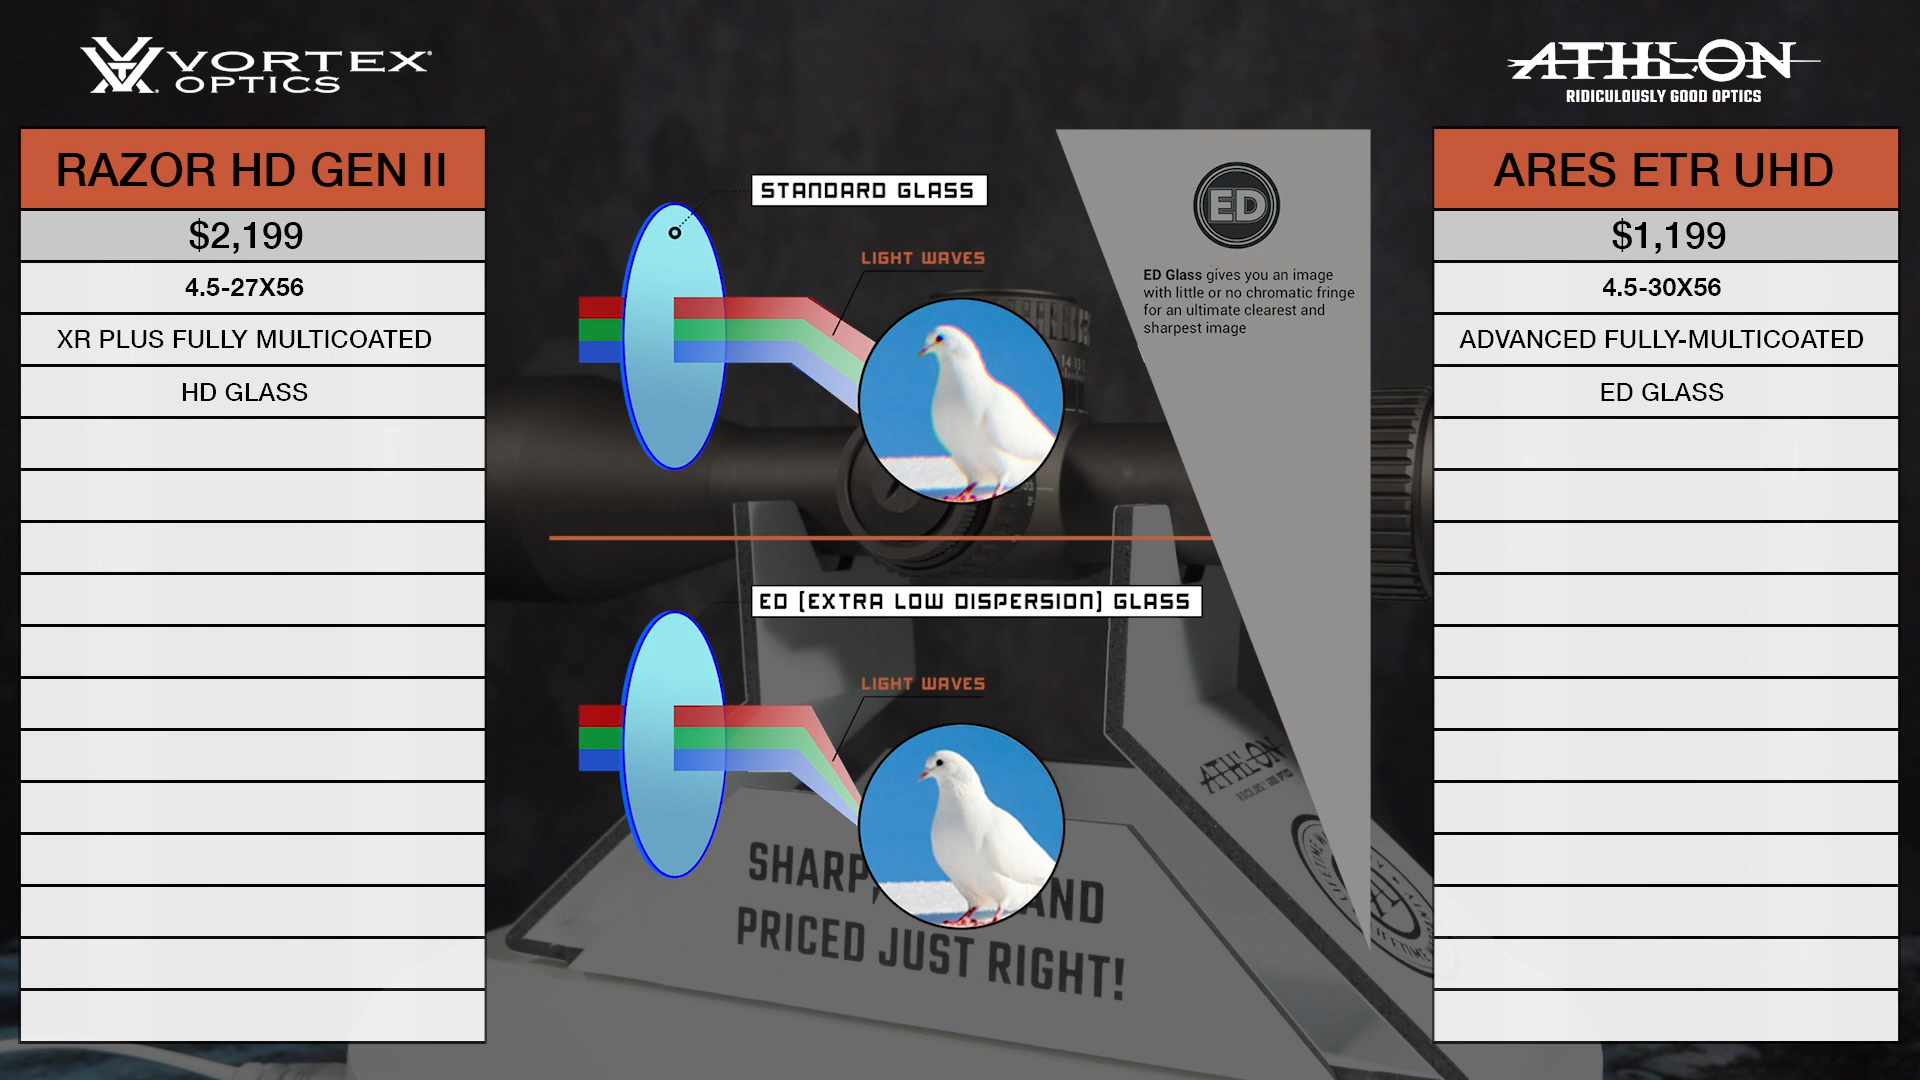 VORTEX
OPTICS
RAZOR HD GEN II
$2,199
4.5-27X56
XR PLUS FULLY MULTICOATED
HD GLASS
STANDARD GLASS
LIGHT WAVES
ED
ED Glass gives you an image
with little or no chromatic fringe
for an ultimate clearest and
sharpest image
14 13
ED [EXTRA LOW DISPERSION] GLASS
LIGHT WAVES
ATHLON
SHARP AND
PRICED JUST RIGHT!
ATHLON
RIDICULOUSLY GOOD OPTICS
ARES ETR UHD
$1,199
4.5-30X56
ADVANCED FULLY-MULTICOATED
ED GLASS